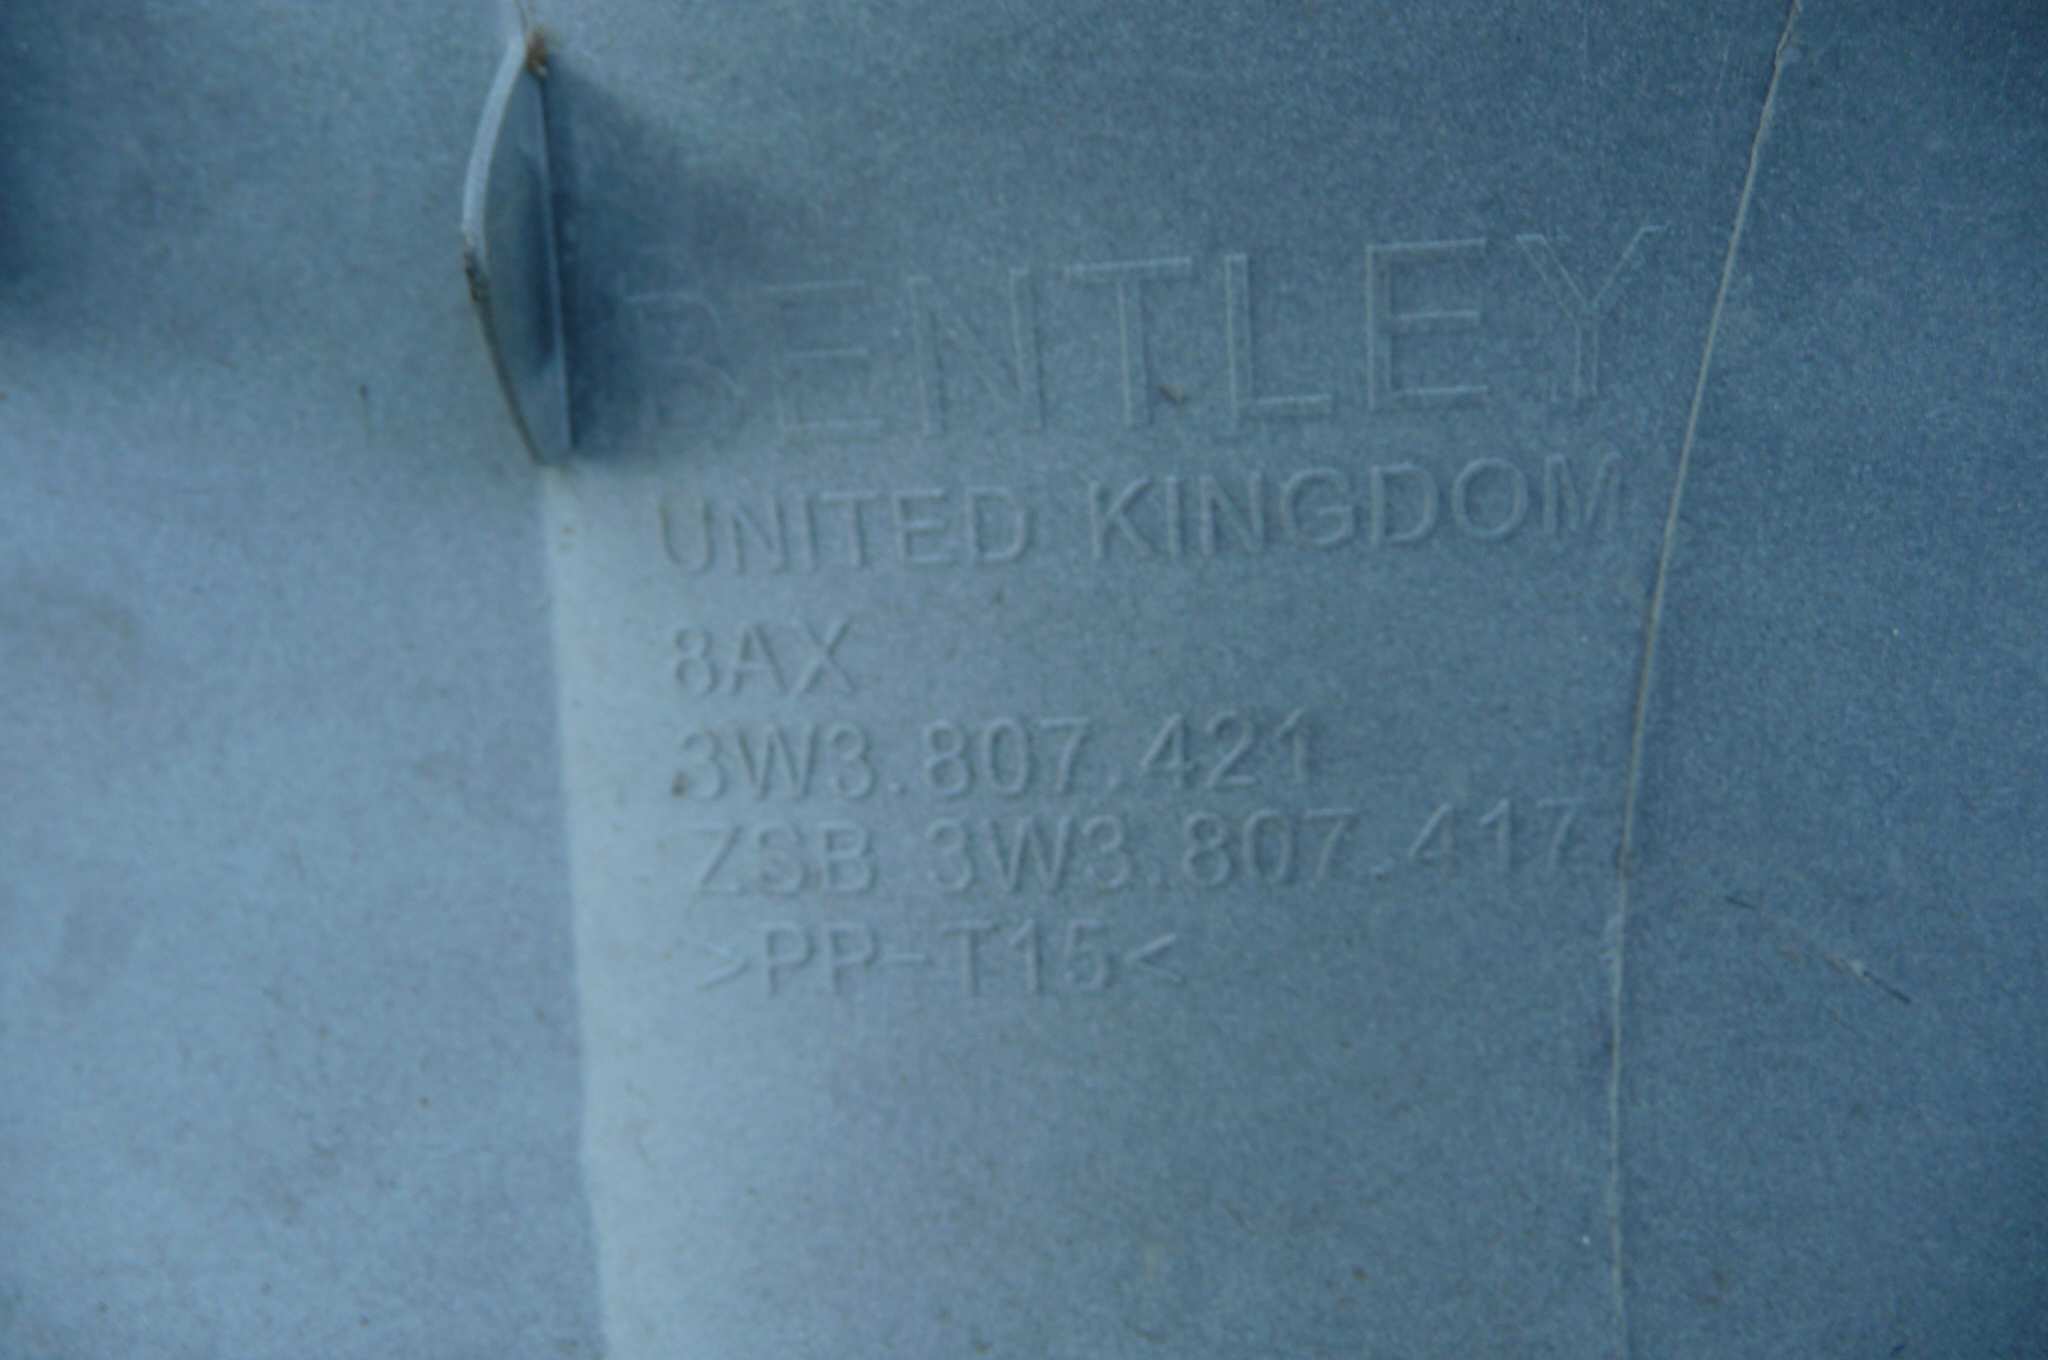 BENTLEY
UNITED KINGDOM
8AX
3W3.807.421
ZSB 3W3.807.417
>PP-T15<